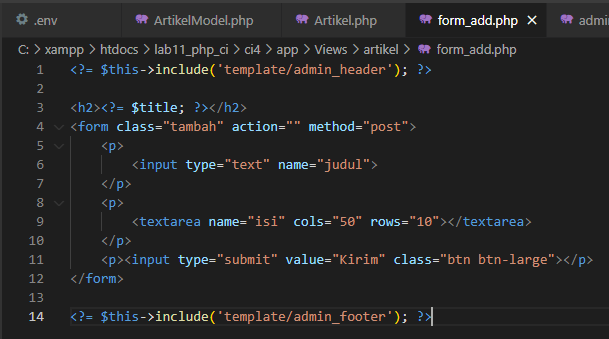 .env ArtikelModel.php Artikel.php form_add.php × admi
C: > xampp > htdocs > lab11_php_ci > ci4 > app > Views > artikel > form_add.php
1 <?= $this->include('template/admin_header'); ?>
2
3 <h2><?= $title; ?></h2>
4 <form class="tambah" action="" method="post">
5 <p>
6 <input type="text" name="judul">
7 </p>
8 <p>
9 <textarea name="isi" cols="50" rows="10"></textarea>
10 </p>
11 <p><input type="submit" value="Kirim" class="btn btn-large"></p>
12 </form>
13
14 <?= $this->include('template/admin_footer'); ?>